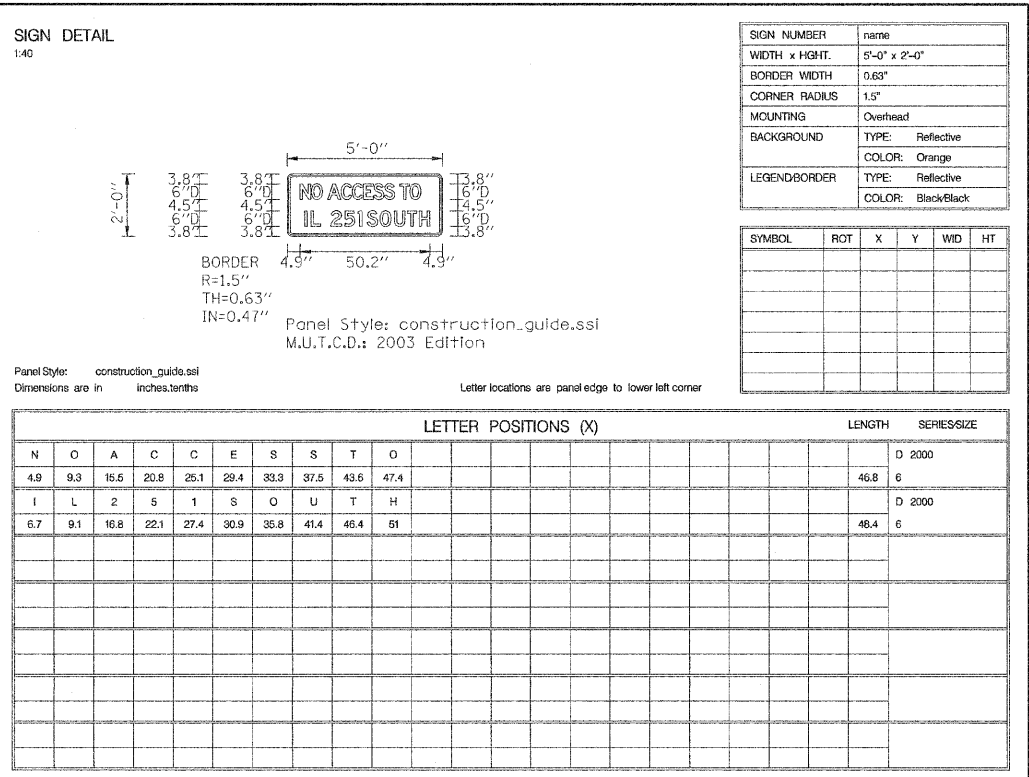 SIGN DETAIL
1:40
SIGN NUMBER name
WIDTH x HGHT. 5'-0" x 2'-0"
BORDER WIDTH 0.63"
CORNER RADIUS 1.5"
MOUNTING Overhead
BACKGROUND TYPE: Reflective
COLOR: Orange
LEGEND/BORDER TYPE: Reflective
COLOR: Black/Black
5'-0''
2'-0''
3.8'' 3.8'' 3.8''
6''D 6''D 6''D
4.5'' 4.5'' 4.5''
6''D 6''D 6''D
3.8'' 3.8'' 3.8''
NO ACCESS TO
IL 251 SOUTH
4.9'' 50.2'' 4.9''
BORDER
R=1.5''
TH=0.63''
IN=0.47''
Panel Style: construction_guide.ssi
M.U.T.C.D.: 2003 Edition
SYMBOL ROT X Y WID HT
Panel Style: construction_guide.ssi
Dimensions are in inches.tenths
Letter locations are panel edge to lower left corner
LETTER POSITIONS (X) LENGTH SERIES/SIZE
N O A C C E S S T O D 2000
4.9 9.3 15.5 20.8 25.1 29.4 33.3 37.5 43.6 47.4 46.8 6
I L 2 5 1 S O U T H D 2000
6.7 9.1 16.8 22.1 27.4 30.9 35.8 41.4 46.4 51 48.4 6